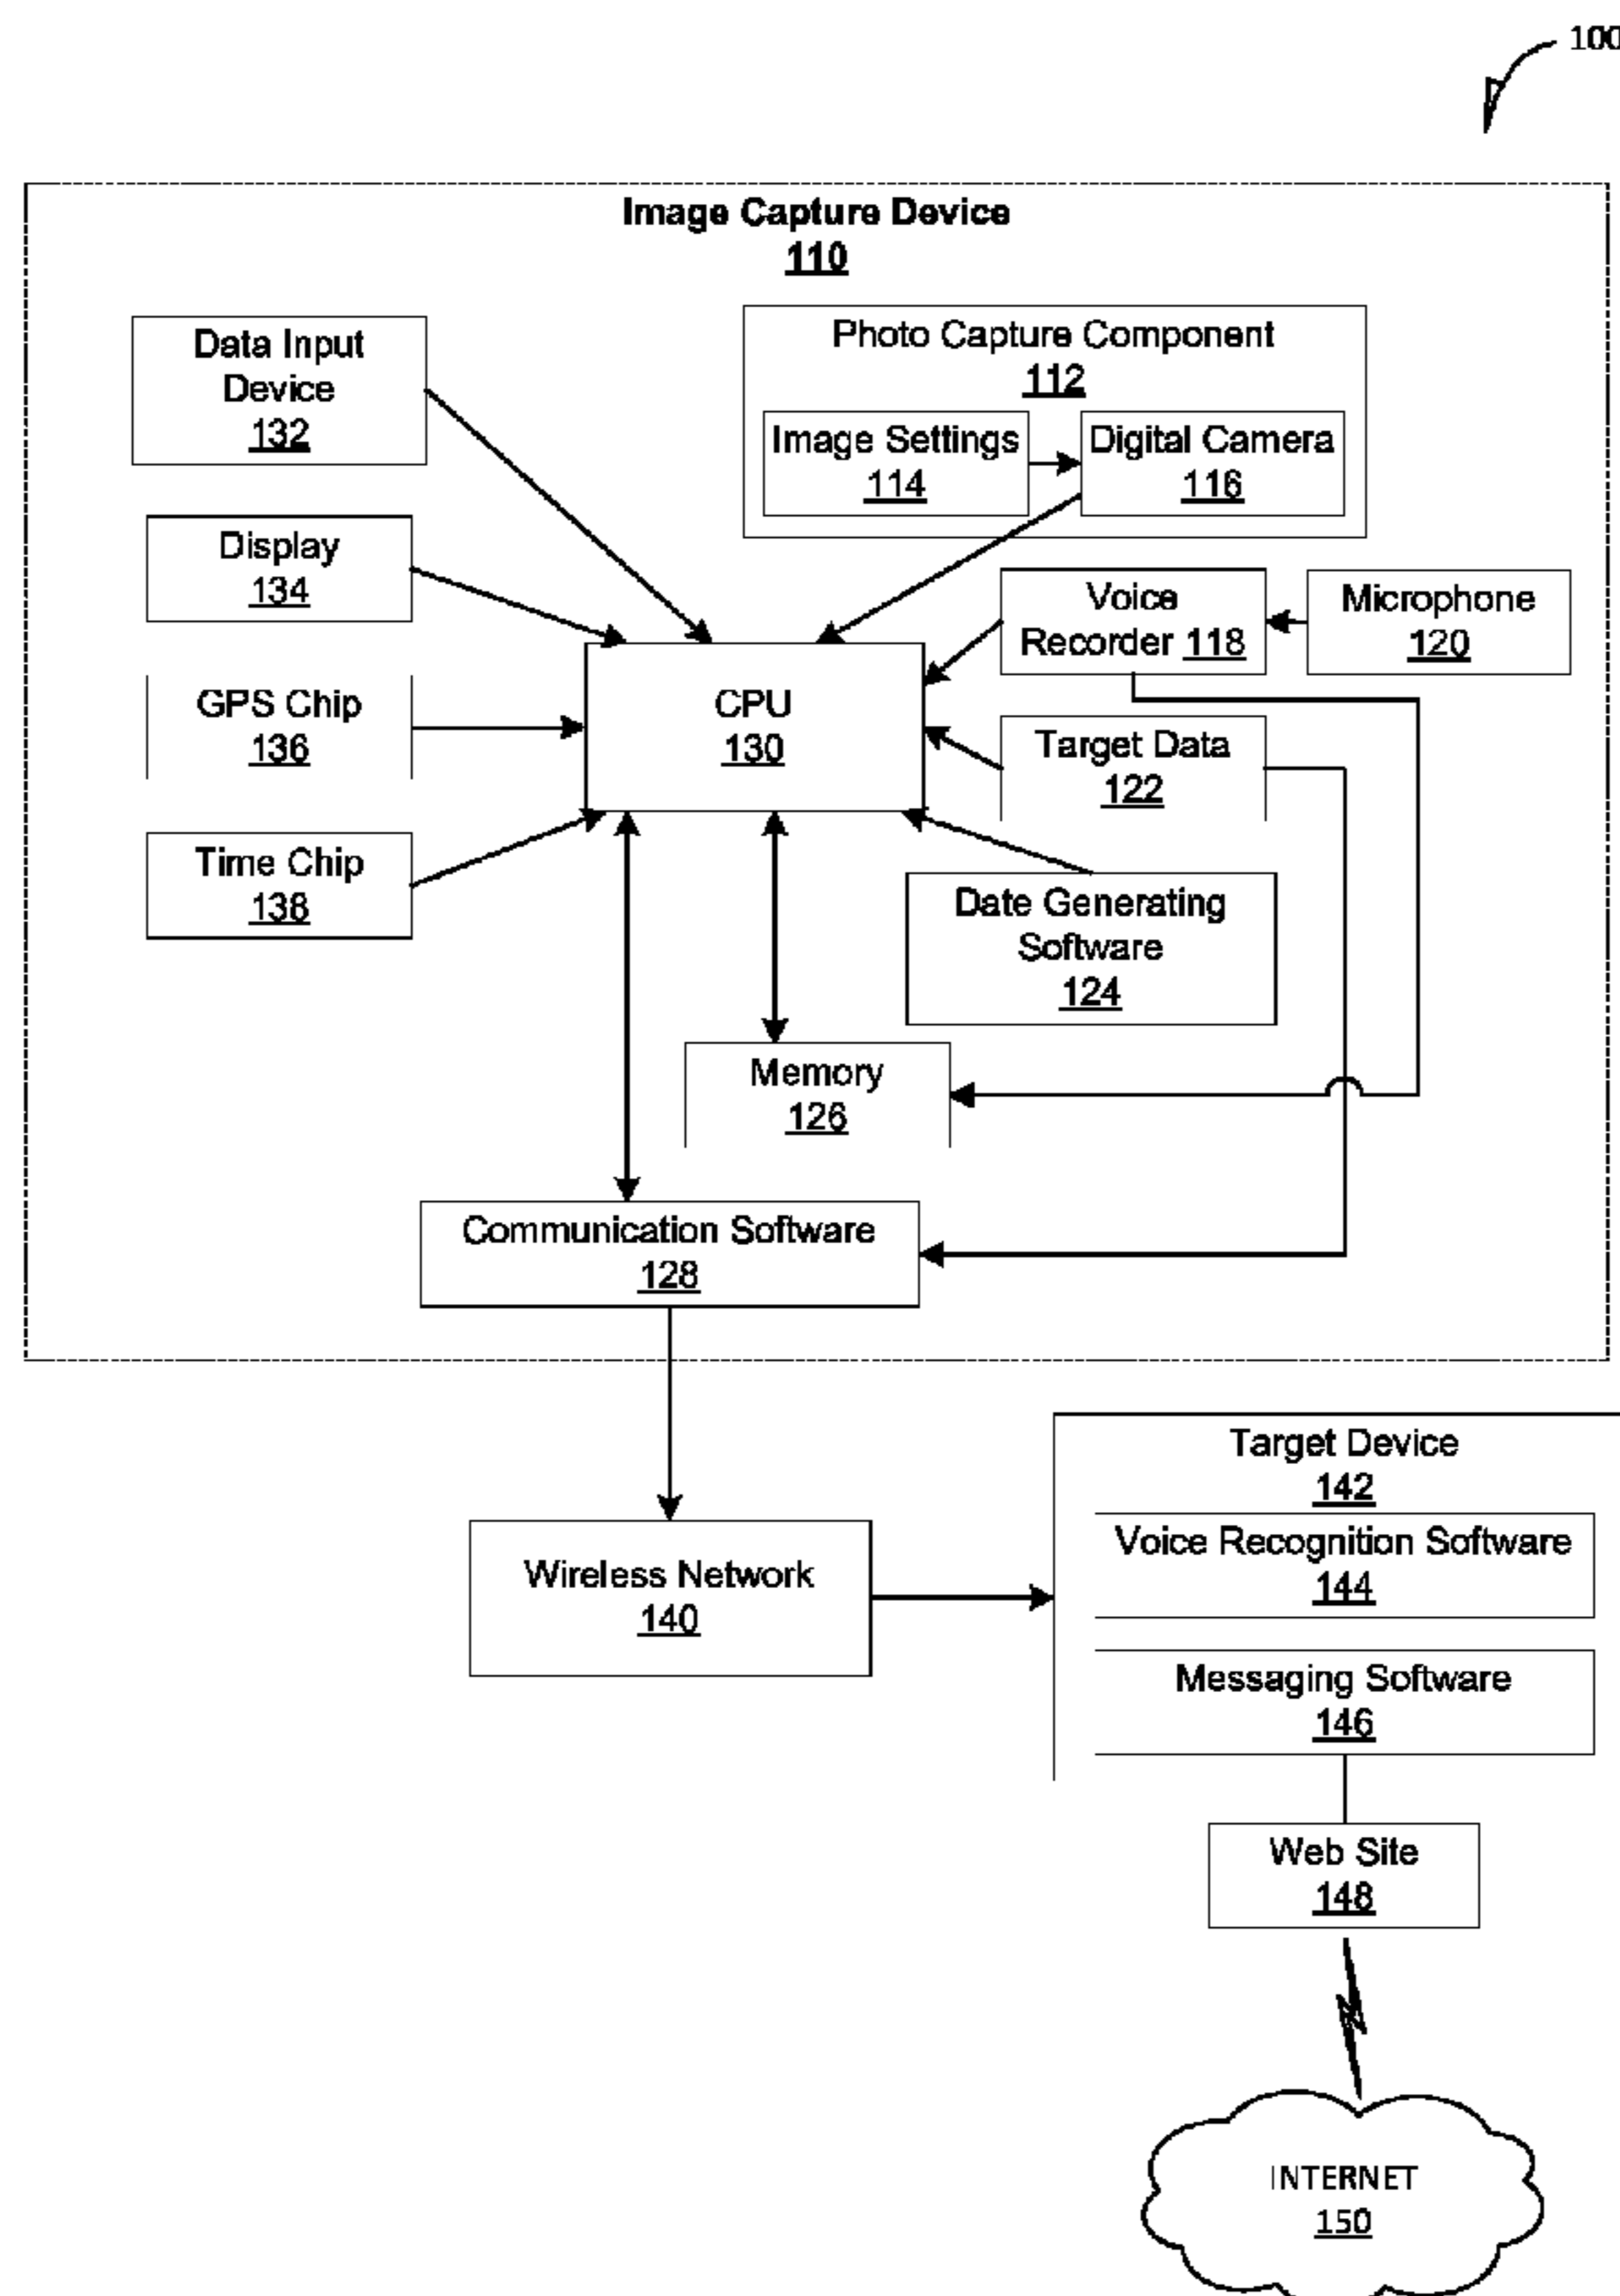 100
Image Capture Device
110
Data Input
Device
132
Photo Capture Component
112
Image Settings
114
Digital Camera
116
Display
134
Voice
Recorder 118
Microphone
120
GPS Chip
136
CPU
130
Target Data
122
Time Chip
138
Date Generating
Software
124
Memory
126
Communication Software
128
Target Device
142
Voice Recognition Software
144
Wireless Network
140
Messaging Software
146
Web Site
148
INTERNET
150